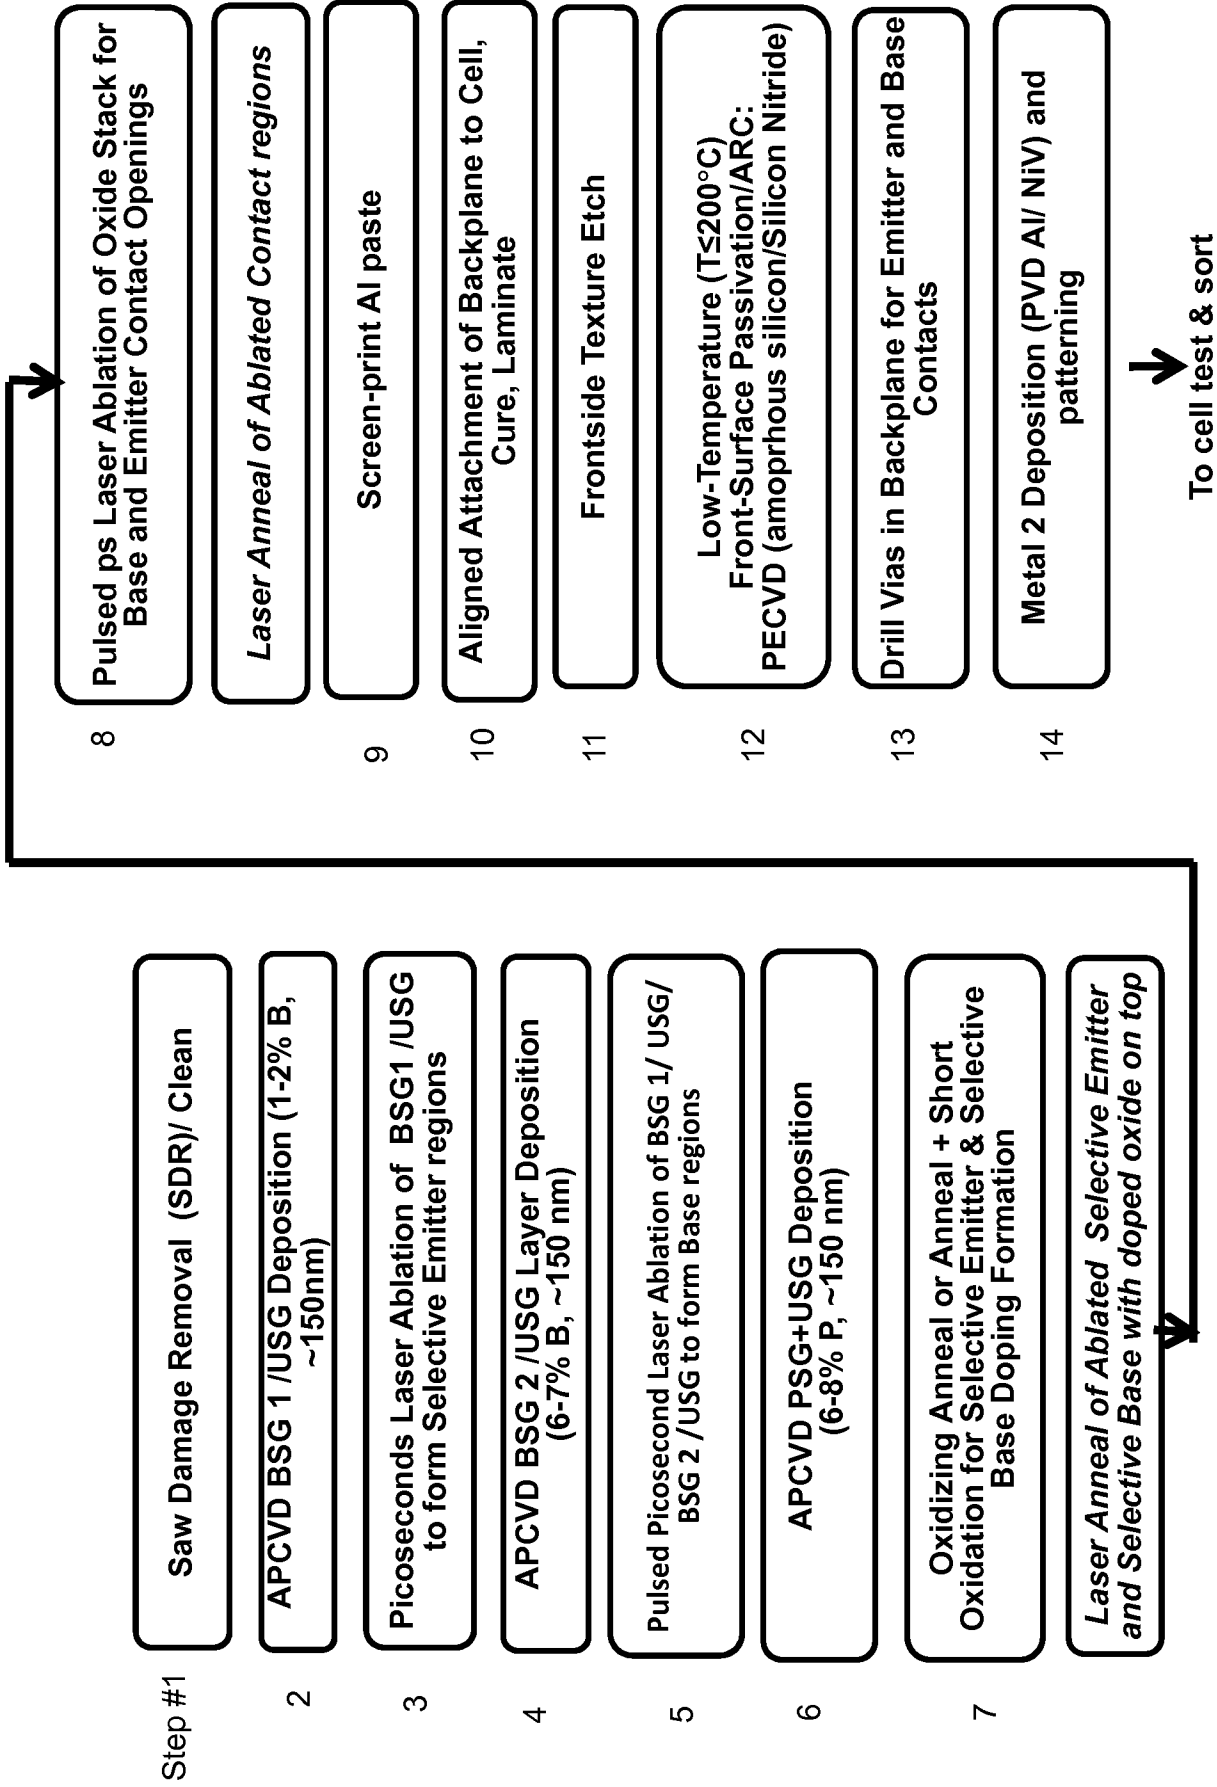 Step #1
Saw Damage Removal (SDR)/ Clean
2
APCVD BSG 1 /USG Deposition (1-2% B,
~150nm)
3
Picoseconds Laser Ablation of BSG1 /USG
to form Selective Emitter regions
4
APCVD BSG 2 /USG Layer Deposition
(6-7% B, ~150 nm)
5
Pulsed Picosecond Laser Ablation of BSG 1/ USG/
BSG 2 /USG to form Base regions
6
APCVD PSG+USG Deposition
(6-8% P, ~150 nm)
7
Oxidizing Anneal or Anneal + Short
Oxidation for Selective Emitter & Selective
Base Doping Formation
Laser Anneal of Ablated Selective Emitter
and Selective Base with doped oxide on top
8
Pulsed ps Laser Ablation of Oxide Stack for
Base and Emitter Contact Openings
Laser Anneal of Ablated Contact regions
9
Screen-print Al paste
10
Aligned Attachment of Backplane to Cell,
Cure, Laminate
11
Frontside Texture Etch
12
Low-Temperature (T≤200°C)
Front-Surface Passivation/ARC:
PECVD (amoprhous silicon/Silicon Nitride)
13
Drill Vias in Backplane for Emitter and Base
Contacts
14
Metal 2 Deposition (PVD Al/ NiV) and
patterning
To cell test & sort